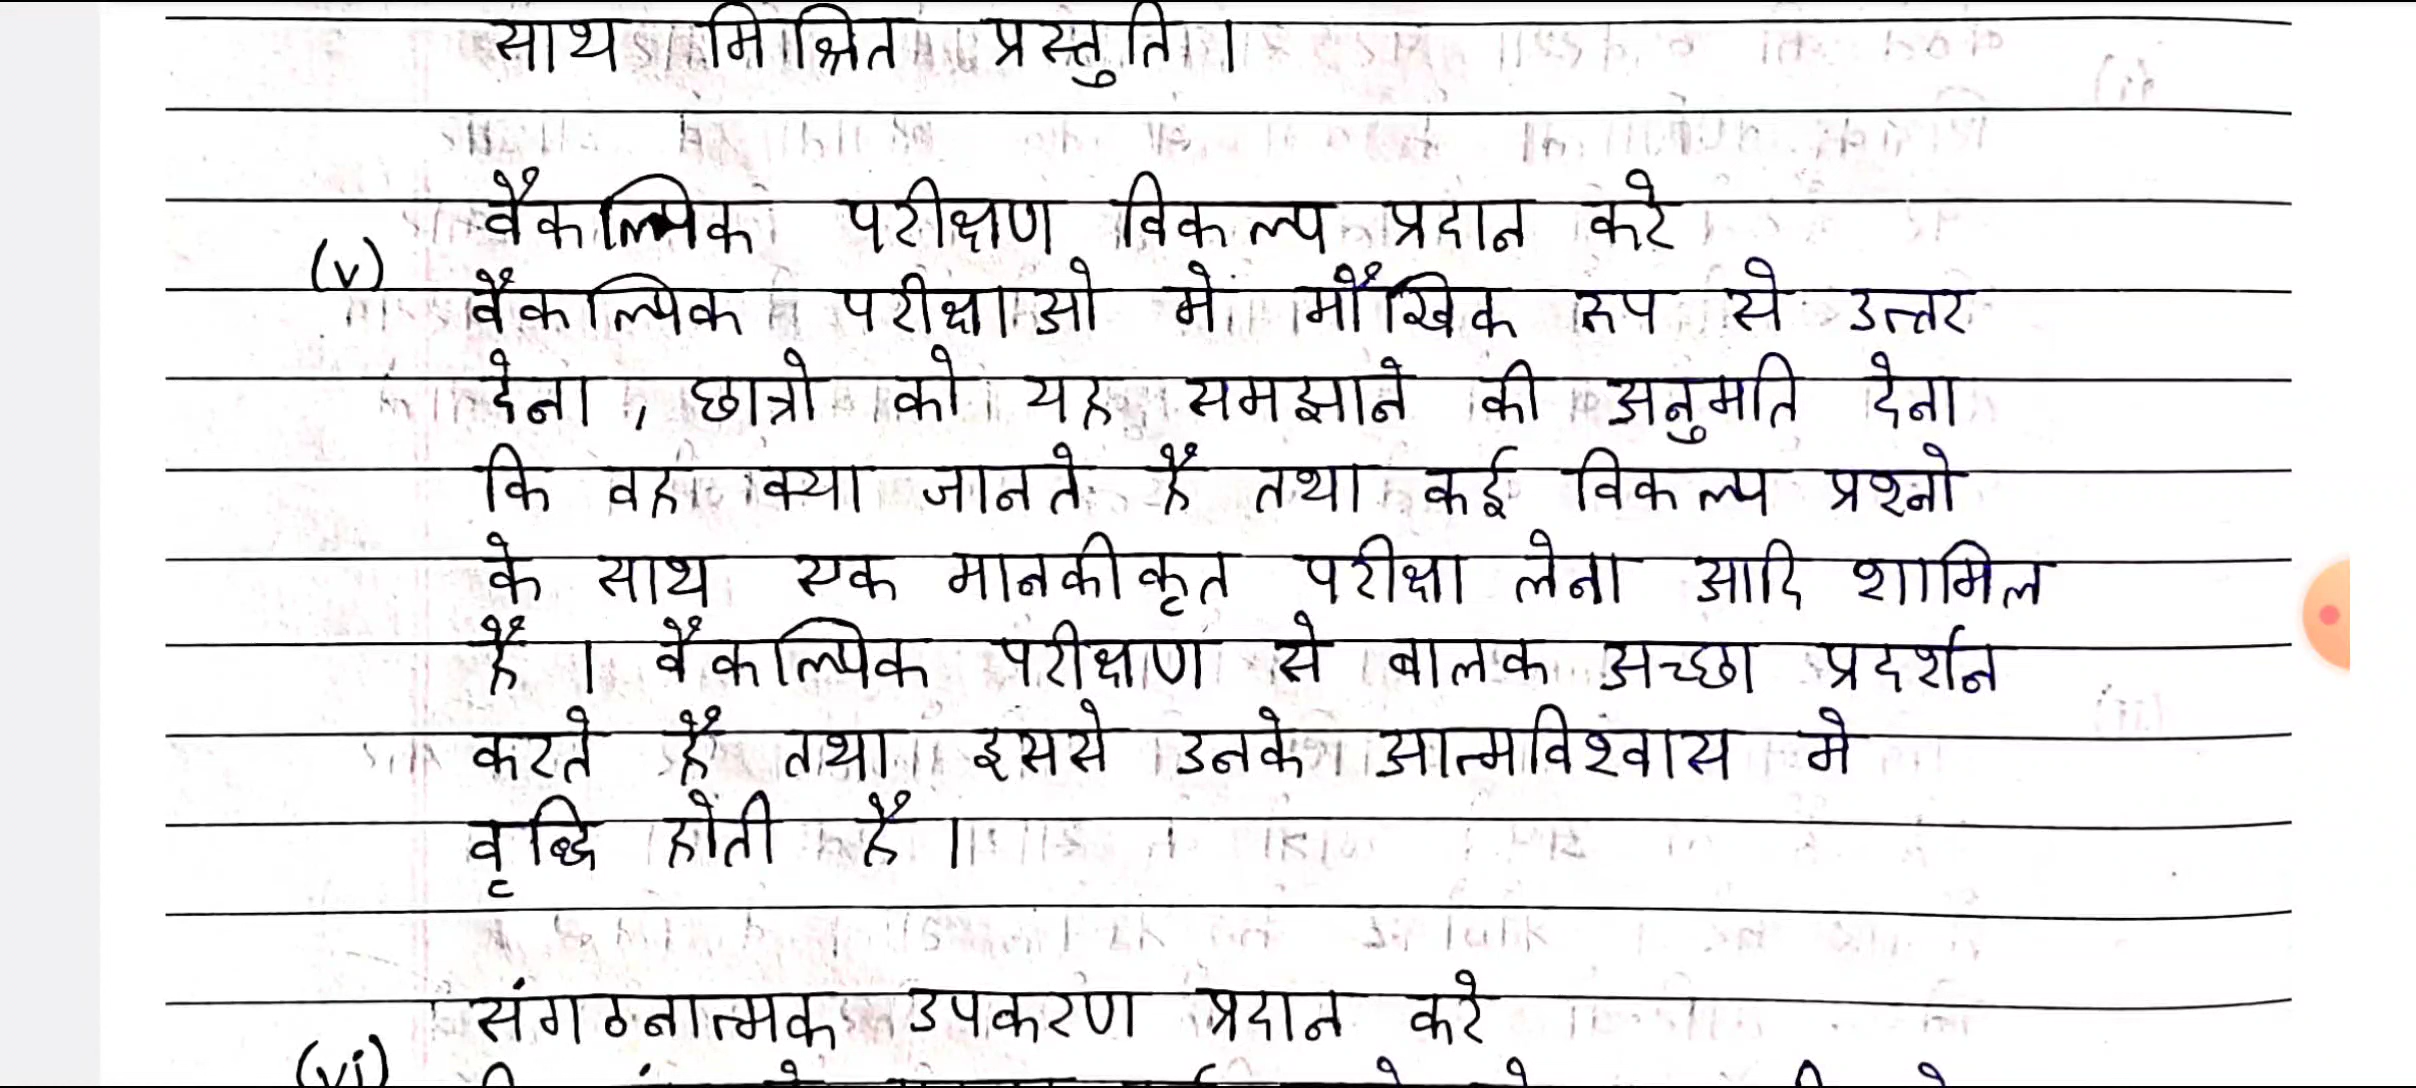 साथ मिश्रित प्रस्तुति ।
वैकल्पिक परीक्षण विकल्प प्रदान करे
(v)
वैकल्पिक परीक्षाओ मे मौखिक रूप से उत्तर
देना , छात्रो को यह समझाने की अनुमति देना
कि वह क्या जानते है तथा कई विकल्प प्रश्नो
के साथ एक मानकीकृत परीक्षा लेना आदि शामिल
है । वैकल्पिक परीक्षण से बालक अच्छा प्रदर्शन
करते है तथा इससे उनके आत्मविश्वास मे
वृद्धि होती है ।
संगठनात्मक उपकरण प्रदान करे
(vi)